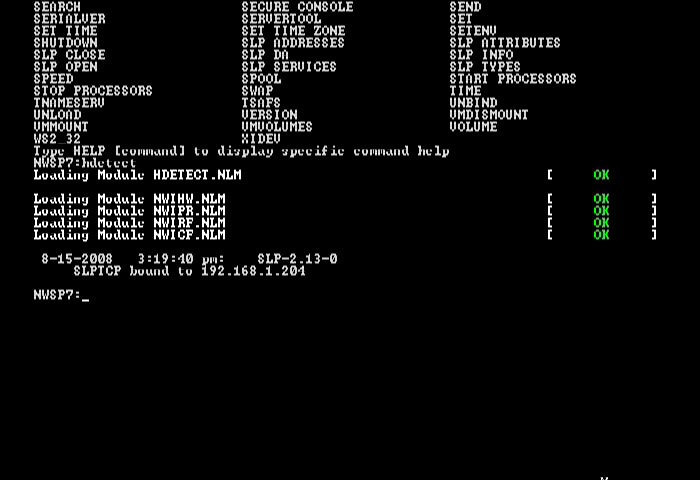 SEARCH SECURE CONSOLE SEND
SERIALVER SERVERTOOL SET
SET TIME SET TIME ZONE SETENV
SHUTDOWN SLP ADDRESSES SLP ATTRIBUTES
SLP CLOSE SLP DA SLP INFO
SLP OPEN SLP SERVICES SLP TYPES
SPEED SPOOL START PROCESSORS
STOP PROCESSORS SWAP TIME
TNAMESERV TSAFS UNBIND
UNLOAD VERSION VMDISMOUNT
VMMOUNT VMVOLUMES VOLUME
WS2_32 XIDEV
Type HELP [command] to display specific command help
NWSP7:hdetect
Loading Module HDETECT.NLM [ OK ]
Loading Module NWIHW.NLM [ OK ]
Loading Module NWIPR.NLM [ OK ]
Loading Module NWIRF.NLM [ OK ]
Loading Module NWICF.NLM [ OK ]
8-15-2008 3:19:40 pm: SLP-2.13-0
SLPTCP bound to 192.168.1.204
NWSP7:_